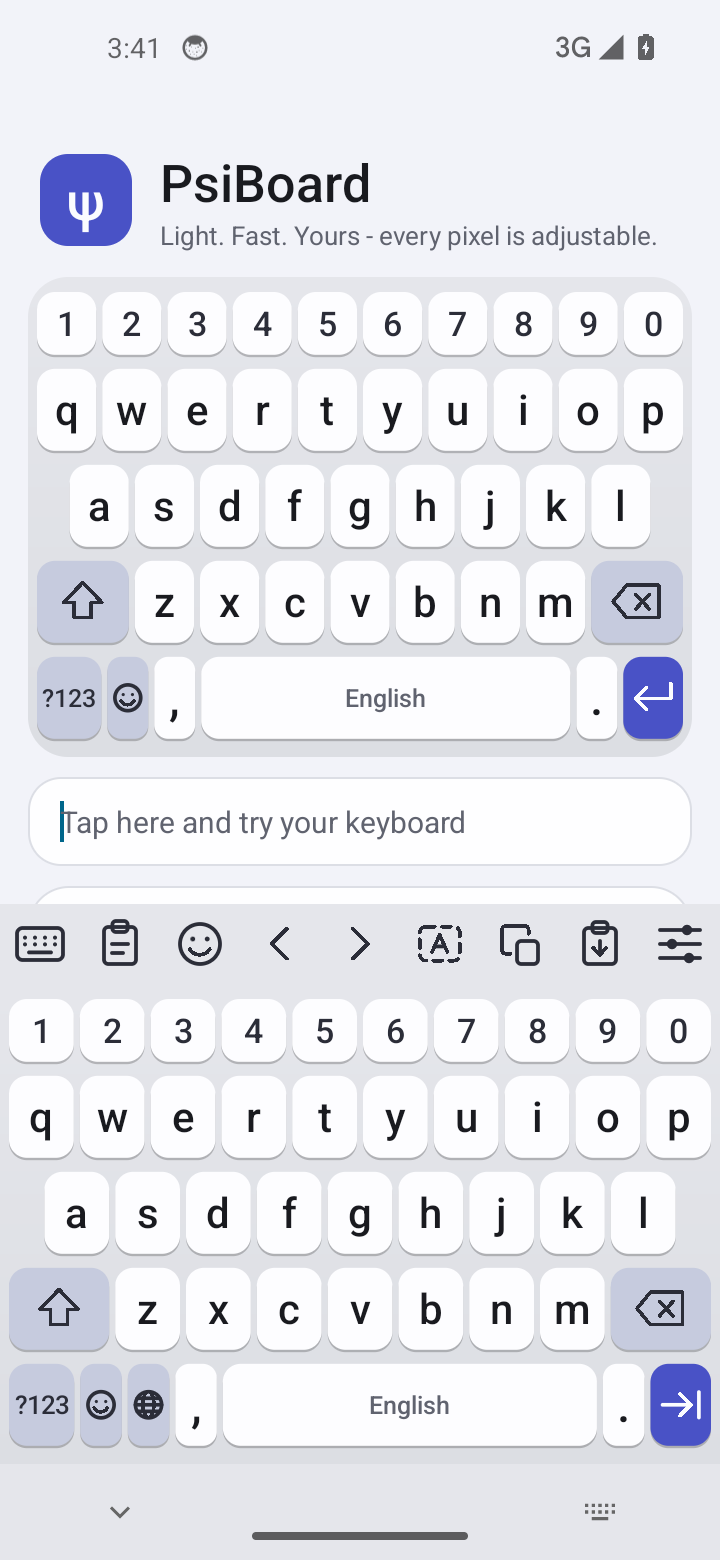 3:41 3G
ψ
PsiBoard
Light. Fast. Yours - every pixel is adjustable.
1 2 3 4 5 6 7 8 9 0
q w e r t y u i o p
a s d f g h j k l
z x c v b n m
?123 , English .
Tap here and try your keyboard
A
1 2 3 4 5 6 7 8 9 0
q w e r t y u i o p
a s d f g h j k l
z x c v b n m
?123 , English .